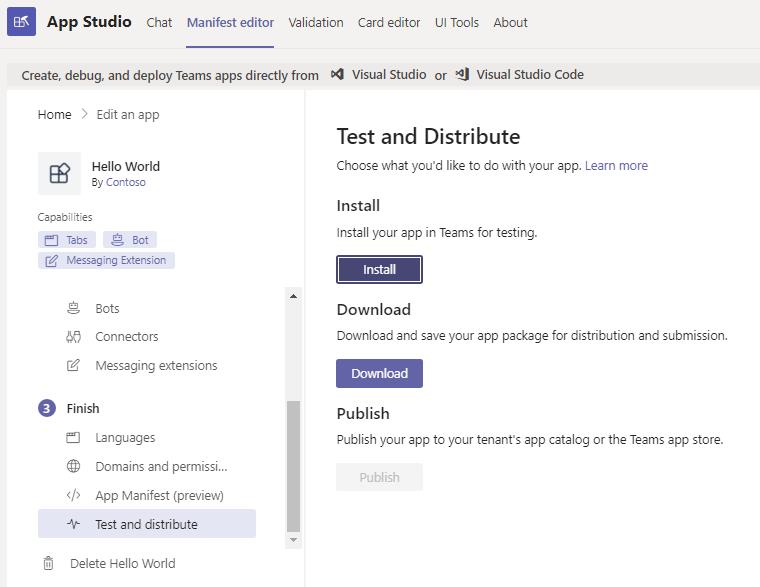 App Studio Chat Manifest editor Validation Card editor UI Tools About
Create, debug, and deploy Teams apps directly from Visual Studio or Visual Studio Code
Home > Edit an app
Hello World
By Contoso
Capabilities
Tabs Bot
Messaging Extension
Bots
Connectors
Messaging extensions
3 Finish
Languages
Domains and permissi...
</> App Manifest (preview)
Test and distribute
Delete Hello World
Test and Distribute
Choose what you'd like to do with your app. Learn more
Install
Install your app in Teams for testing.
Install
Download
Download and save your app package for distribution and submission.
Download
Publish
Publish your app to your tenant's app catalog or the Teams app store.
Publish